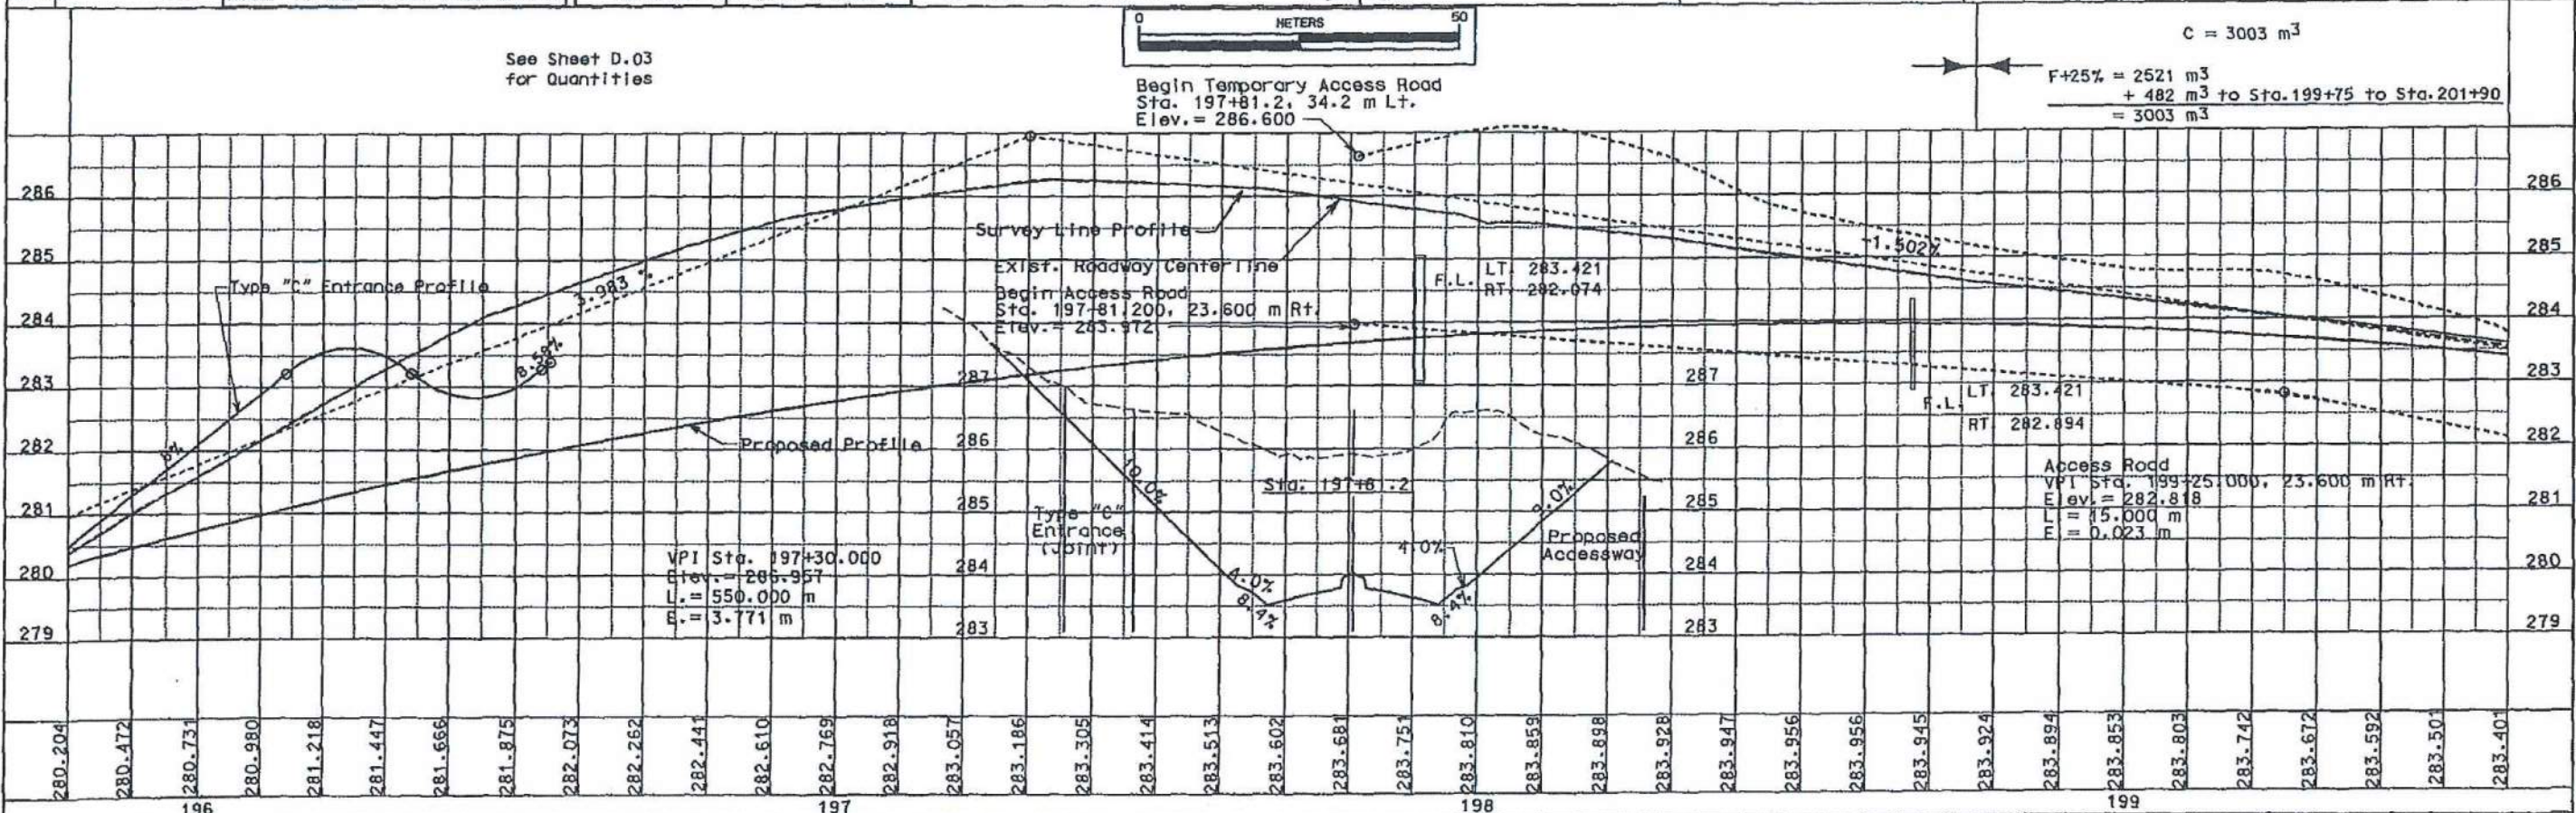 0 METERS 50
See Sheet D.03
for Quantities
C = 3003 m³
F+25% = 2521 m³
+ 482 m³ to Sta.199+75 to Sta.201+90
= 3003 m³
Begin Temporary Access Road
Sta. 197+81.2, 34.2 m Lt.
Elev.= 286.600
286
285
284
283
282
281
280
279
286
285
284
283
282
281
280
279
Type "C" Entrance Profile
8%
3.983 %
8.58%
Survey Line Profile
Exist. Roadway Centerline
Begin Access Road
Sta. 197+81.200, 23.600 m Rt.
Elev.= 283.972
F.L. LT. 283.421
RT. 282.074
-1.502%
F.L. LT. 283.421
RT. 282.894
Proposed Profile
VPI Sta. 197+30.000
Elev.= 286.957
L.= 550.000 m
E.= 3.771 m
287
286
285
284
283
287
286
285
284
283
Type "C"
Entrance
(Joint)
10.0%
4.0%
8.4%
Sta. 197+81.2
4.0%
8.4%
Proposed
Accessway
Access Road
VPI Sta. 199+25.000, 23.600 m Rt.
Elev.= 282.818
L = 15.000 m
E = 0.023 m
280.204 280.472 280.731 280.980 281.218 281.447 281.666 281.875 282.073 282.262 282.441 282.610 282.769 282.918 283.057 283.186 283.305 283.414 283.513 283.602 283.681 283.751 283.810 283.859 283.898 283.928 283.947 283.956 283.956 283.945 283.924 283.894 283.853 283.803 283.742 283.672 283.592 283.501 283.401
196 197 198 199